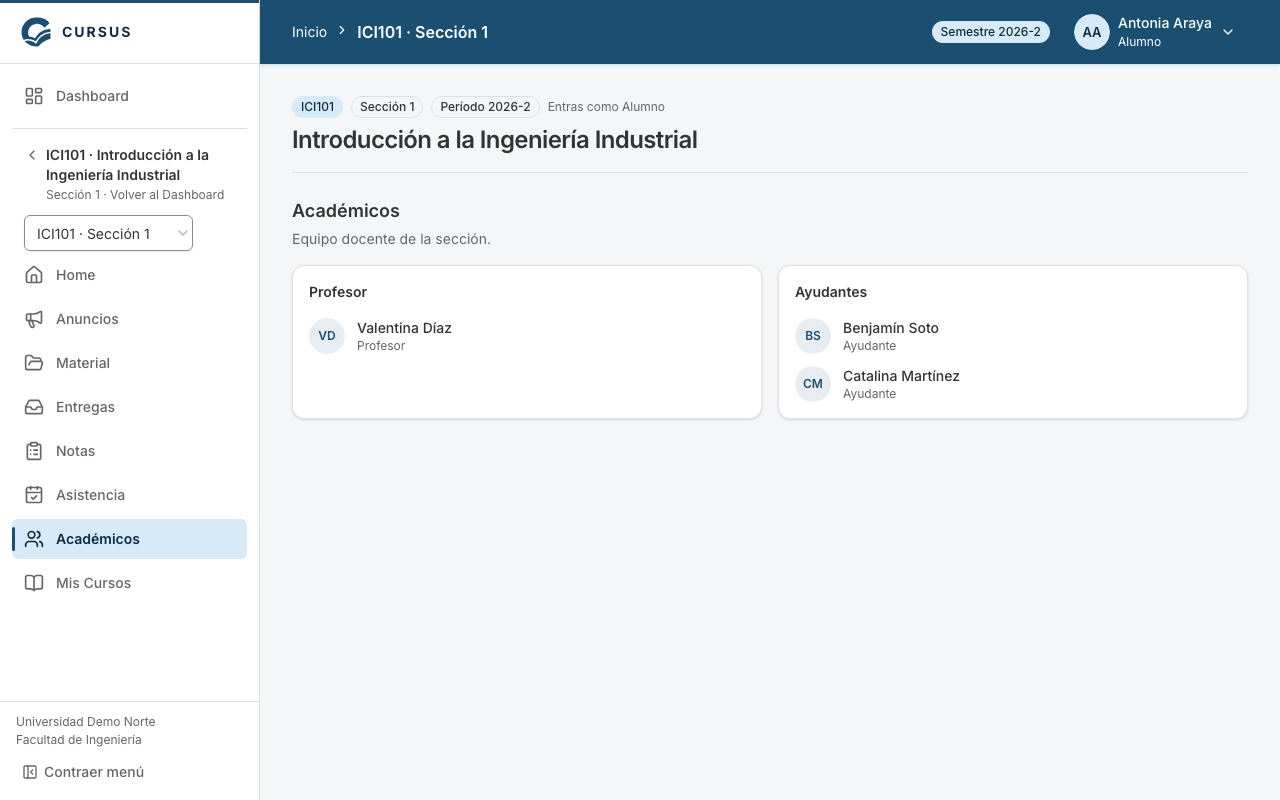 CURSUS
Inicio
ICI101 · Sección 1
Semestre 2026-2
AA
Antonia Araya
Alumno
Dashboard
ICI101 · Introducción a la
Ingeniería Industrial
Sección 1 · Volver al Dashboard
ICI101 · Sección 1
Home
Anuncios
Material
Entregas
Notas
Asistencia
Académicos
Mis Cursos
Universidad Demo Norte
Facultad de Ingeniería
Contraer menú
ICI101 Sección 1 Período 2026-2 Entras como Alumno
Introducción a la Ingeniería Industrial
Académicos
Equipo docente de la sección.
Profesor
VD
Valentina Díaz
Profesor
Ayudantes
BS
Benjamín Soto
Ayudante
CM
Catalina Martínez
Ayudante